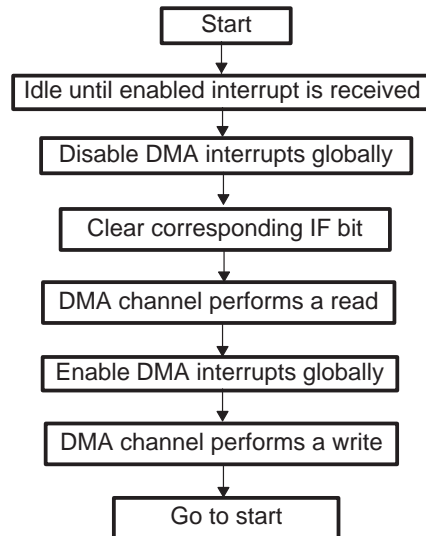 Start
Idle until enabled interrupt is received
Disable DMA interrupts globally
Clear corresponding IF bit
DMA channel performs a read
Enable DMA interrupts globally
DMA channel performs a write
Go to start